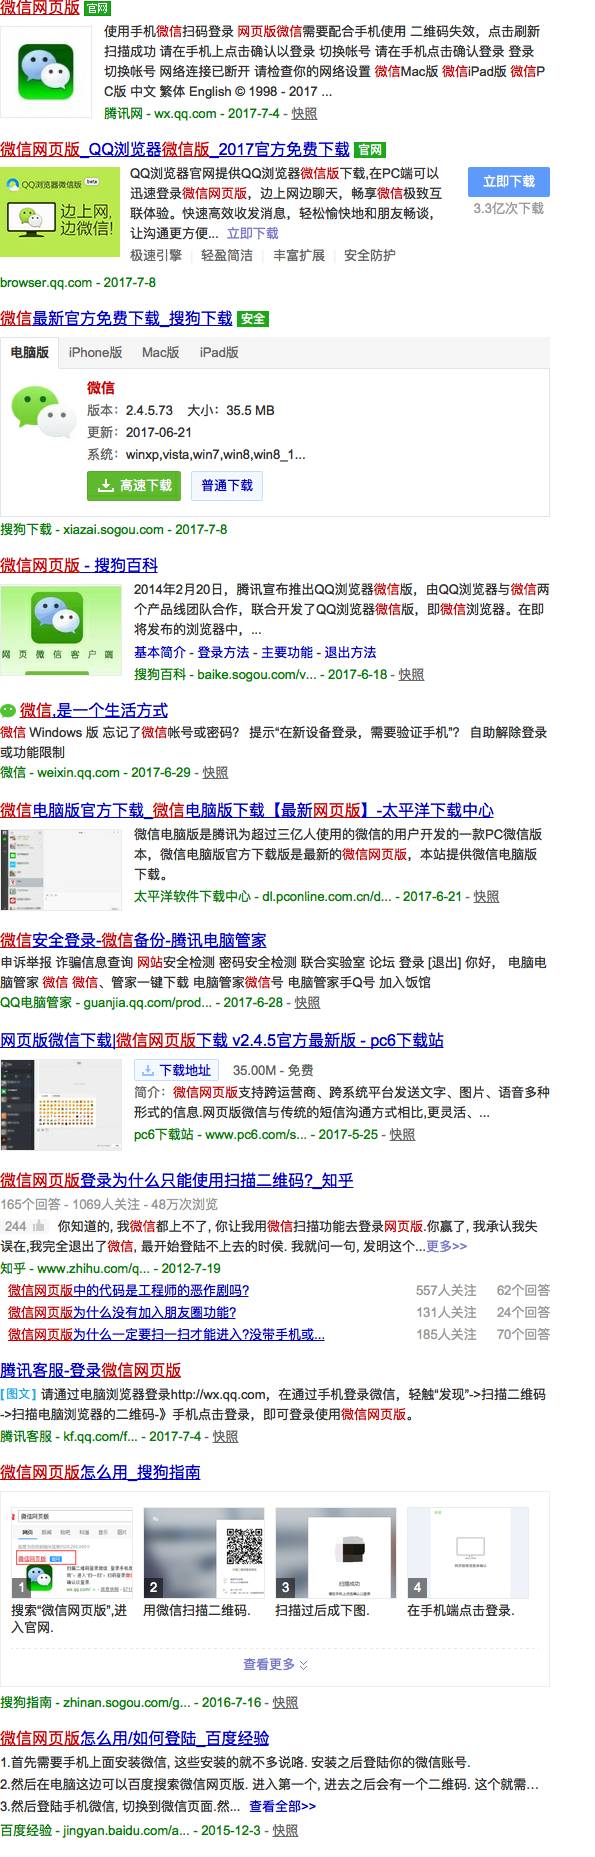 微信网页版 官网
使用手机微信扫码登录 网页版微信需要配合手机使用 二维码失效，点击刷新
扫描成功 请在手机上点击确认以登录 切换帐号 请在手机点击确认登录 登录
切换帐号 网络连接已断开 请检查你的网络设置 微信Mac版 微信iPad版 微信P
C版 中文 繁体 English © 1998 - 2017 ...
腾讯网 - wx.qq.com - 2017-7-4 - 快照
微信网页版_QQ浏览器微信版_2017官方免费下载 官网
QQ浏览器微信版 beta
边上网,
边微信!
QQ浏览器官网提供QQ浏览器微信版下载,在PC端可以
迅速登录微信网页版，边上网边聊天，畅享微信极致互
联体验。快速高效收发消息，轻松愉快地和朋友畅谈，
让沟通更方便... 立即下载
极速引擎 | 轻盈简洁 | 丰富扩展 | 安全防护
立即下载
3.3亿次下载
browser.qq.com - 2017-7-8
微信最新官方免费下载_搜狗下载 安全
电脑版 iPhone版 Mac版 iPad版
微信
版本：2.4.5.73 大小：35.5 MB
更新：2017-06-21
系统：winxp,vista,win7,win8,win8_1...
高速下载 普通下载
搜狗下载 - xiazai.sogou.com - 2017-7-8
微信网页版 - 搜狗百科
网页微信客户端
2014年2月20日，腾讯宣布推出QQ浏览器微信版，由QQ浏览器与微信两
个产品线团队合作，联合开发了QQ浏览器微信版，即微信浏览器。在即
将发布的浏览器中，...
基本简介 - 登录方法 - 主要功能 - 退出方法
搜狗百科 - baike.sogou.com/v... - 2017-6-18 - 快照
微信,是一个生活方式
微信 Windows 版 忘记了微信帐号或密码? 提示“在新设备登录，需要验证手机”? 自助解除登录
或功能限制
微信 - weixin.qq.com - 2017-6-29 - 快照
微信电脑版官方下载_微信电脑版下载【最新网页版】-太平洋下载中心
微信电脑版是腾讯为超过三亿人使用的微信的用户开发的一款PC微信版
本，微信电脑版官方下载版是最新的微信网页版，本站提供微信电脑版
下载。
太平洋软件下载中心 - dl.pconline.com.cn/d... - 2017-6-21 - 快照
微信安全登录-微信备份-腾讯电脑管家
申诉举报 诈骗信息查询 网站安全检测 密码安全检测 联合实验室 论坛 登录 [退出] 你好， 电脑电
脑管家 微信 微信、管家一键下载 电脑管家微信号 电脑管家手Q号 加入饭馆
QQ电脑管家 - guanjia.qq.com/prod... - 2017-6-28 - 快照
网页版微信下载|微信网页版下载 v2.4.5官方最新版 - pc6下载站
下载地址 35.00M - 免费
简介：微信网页版支持跨运营商、跨系统平台发送文字、图片、语音多种
形式的信息.网页版微信与传统的短信沟通方式相比,更灵活、...
pc6下载站 - www.pc6.com/s... - 2017-5-25 - 快照
微信网页版登录为什么只能使用扫描二维码?_知乎
165个回答 - 1069人关注 - 48万次浏览
244 你知道的, 我微信都上不了, 你让我用微信扫描功能去登录网页版.你赢了, 我承认我失
误在,我完全退出了微信, 最开始登陆不上去的时侯. 我就问一句, 发明这个...更多>>
知乎 - www.zhihu.com/q... - 2012-7-19
微信网页版中的代码是工程师的恶作剧吗? 557人关注 62个回答
微信网页版为什么没有加入朋友圈功能? 131人关注 24个回答
微信网页版为什么一定要扫一扫才能进入?没带手机或... 185人关注 70个回答
腾讯客服-登录微信网页版
[图文] 请通过电脑浏览器登录http://wx.qq.com，在通过手机登录微信，轻触“发现”->扫描二维码
->扫描电脑浏览器的二维码-》手机点击登录，即可登录使用微信网页版。
腾讯客服 - kf.qq.com/f... - 2017-7-4 - 快照
微信网页版怎么用_搜狗指南
微信网页版
扫描成功
1 2 3 4
搜索“微信网页版”,进
入官网.
用微信扫描二维码.
扫描过后成下图.
在手机端点击登录.
查看更多
搜狗指南 - zhinan.sogou.com/g... - 2016-7-16 - 快照
微信网页版怎么用/如何登陆_百度经验
1.首先需要手机上面安装微信, 这些安装的就不多说咯. 安装之后登陆你的微信账号.
2.然后在电脑这边可以百度搜索微信网页版. 进入第一个, 进去之后会有一个二维码. 这个就需...
3.然后登陆手机微信, 切换到微信页面.然... 查看全部>>
百度经验 - jingyan.baidu.com/a... - 2015-12-3 - 快照